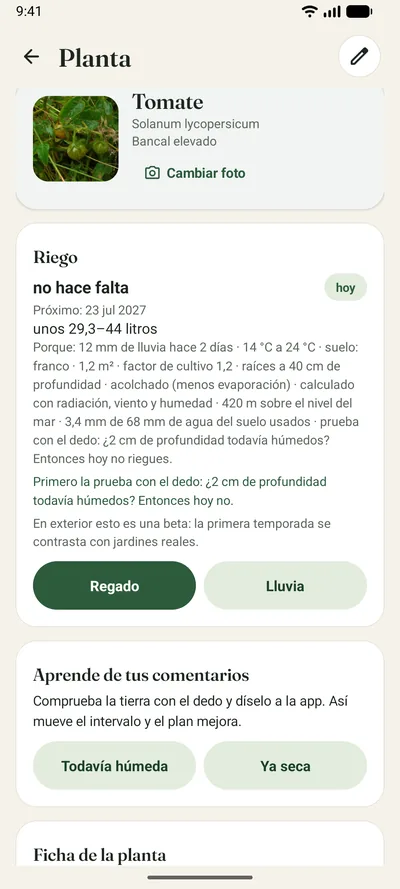 9:41
Planta
Tomate
Solanum lycopersicum
Bancal elevado
Cambiar foto
Riego
no hace falta
hoy
Próximo: 23 jul 2027
unos 29,3–44 litros
Porque: 12 mm de lluvia hace 2 días · 14 °C a 24 °C · suelo:
franco · 1,2 m² · factor de cultivo 1,2 · raíces a 40 cm de
profundidad · acolchado (menos evaporación) · calculado
con radiación, viento y humedad · 420 m sobre el nivel del
mar · 3,4 mm de 68 mm de agua del suelo usados · prueba
con el dedo: ¿2 cm de profundidad todavía húmedos?
Entonces hoy no riegues.
Primero la prueba con el dedo: ¿2 cm de profundidad
todavía húmedos? Entonces hoy no.
En exterior esto es una beta: la primera temporada se
contrasta con jardines reales.
Regado
Lluvia
Aprende de tus comentarios
Comprueba la tierra con el dedo y díselo a la app. Así
mueve el intervalo y el plan mejora.
Todavía húmeda
Ya seca
Ficha de la planta